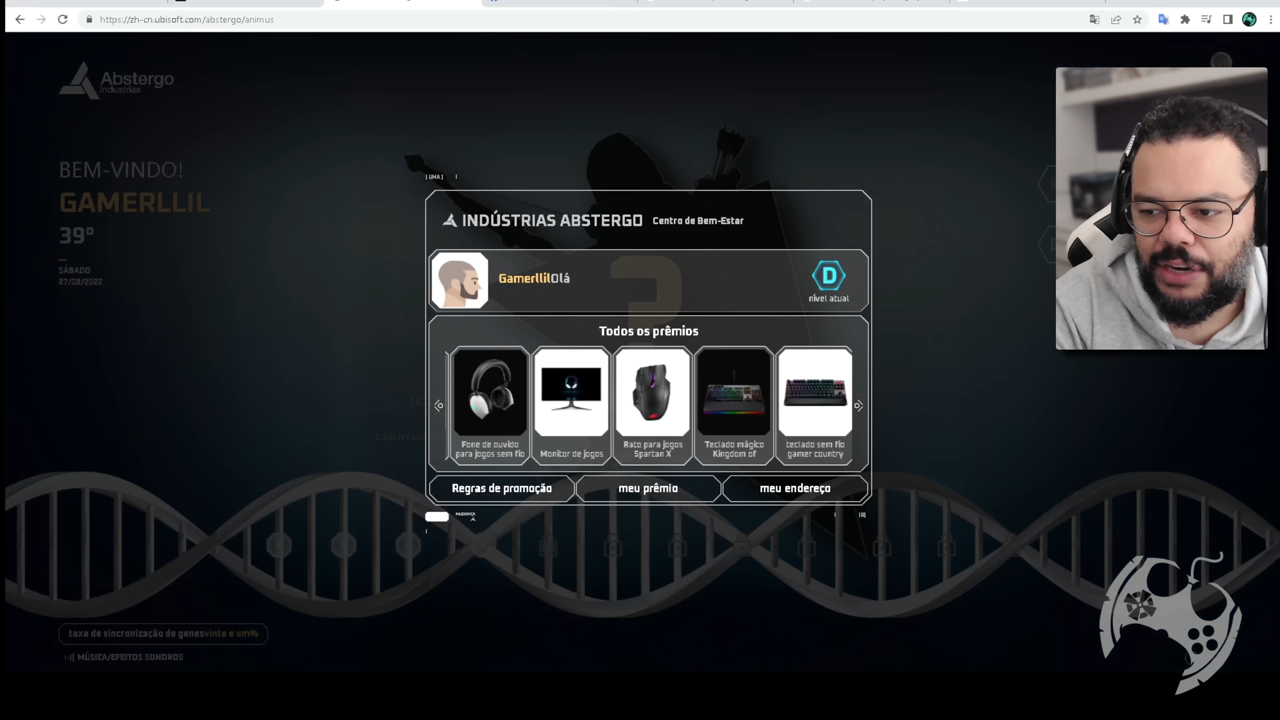 https://zh-cn.ubisoft.com/abstergo/animus
Abstergo
Industries
BEM-VINDO!
GAMERLLIL
39º
SÁBADO
27/08/2022
[UMA]
INDÚSTRIAS ABSTERGO Centro de Bem-Estar
GamerllilOlá
D
nível atual
Todos os prêmios
Fone de ouvido
para jogos sem fio
Monitor de jogos
Rato para jogos
Spartan X
Teclado mágico
Kingdom of
teclado sem fio
gamer country
Regras de promoção
meu prêmio
meu endereço
MUDANÇA
taxa de sincronização de genesvinte e um%
MÚSICA/EFEITOS SONOROS